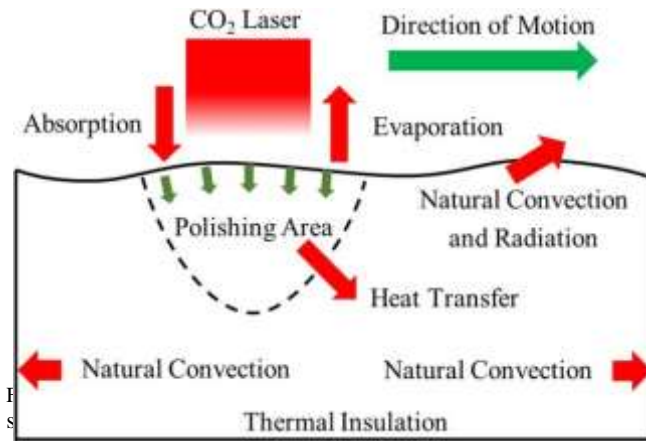 CO₂ Laser
Direction of Motion
Absorption
Evaporation
Polishing Area
Natural Convection
and Radiation
Heat Transfer
Natural Convection
Natural Convection
Thermal Insulation